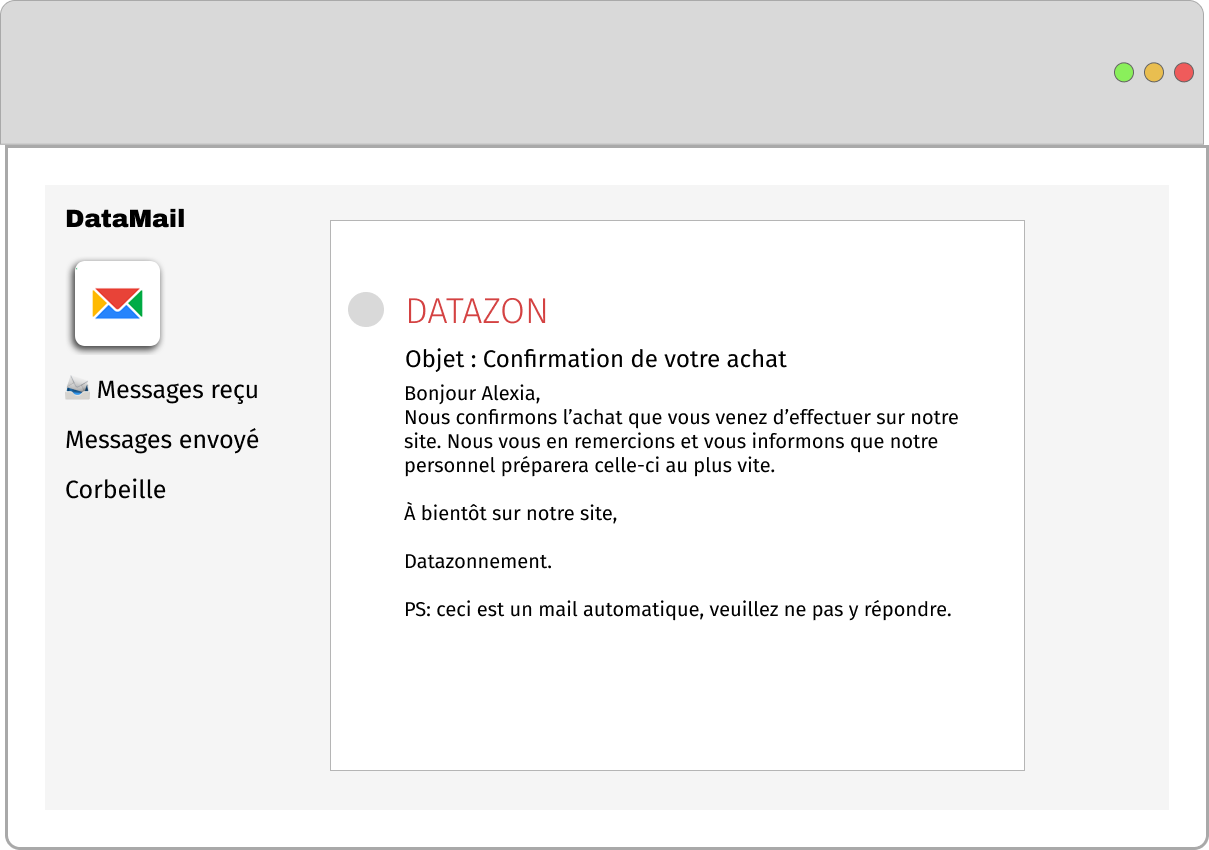 DataMail
Messages reçu
Messages envoyé
Corbeille
DATAZON
Objet : Confirmation de votre achat
Bonjour Alexia,
Nous confirmons l’achat que vous venez d’effectuer sur notre
site. Nous vous en remercions et vous informons que notre
personnel préparera celle-ci au plus vite.
À bientôt sur notre site,
Datazonnement.
PS: ceci est un mail automatique, veuillez ne pas y répondre.